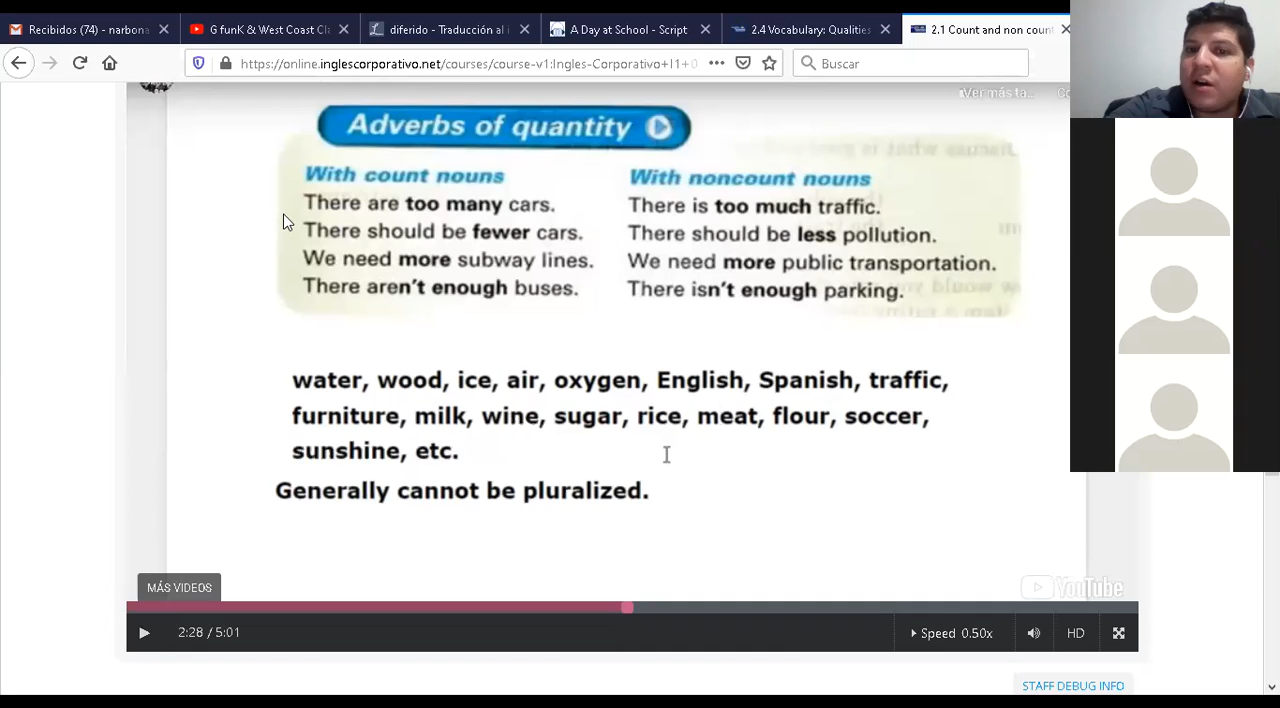 Recibidos (74) - narbona
G funK & West Coast Cla
diferido - Traducción al i
A Day at School - Script
2.4 Vocabulary: Qualities
2.1 Count and non count
https://online.inglescorporativo.net/courses/course-v1:Ingles-Corporativo+I1+0
Buscar
Ver más ta...
Adverbs of quantity
With count nouns
There are too many cars.
There should be fewer cars.
We need more subway lines.
There aren't enough buses.
With noncount nouns
There is too much traffic.
There should be less pollution.
We need more public transportation.
There isn't enough parking.
water, wood, ice, air, oxygen, English, Spanish, traffic,
furniture, milk, wine, sugar, rice, meat, flour, soccer,
sunshine, etc.
Generally cannot be pluralized.
MÁS VIDEOS
YouTube
2:28 / 5:01
Speed 0.50x
HD
STAFF DEBUG INFO